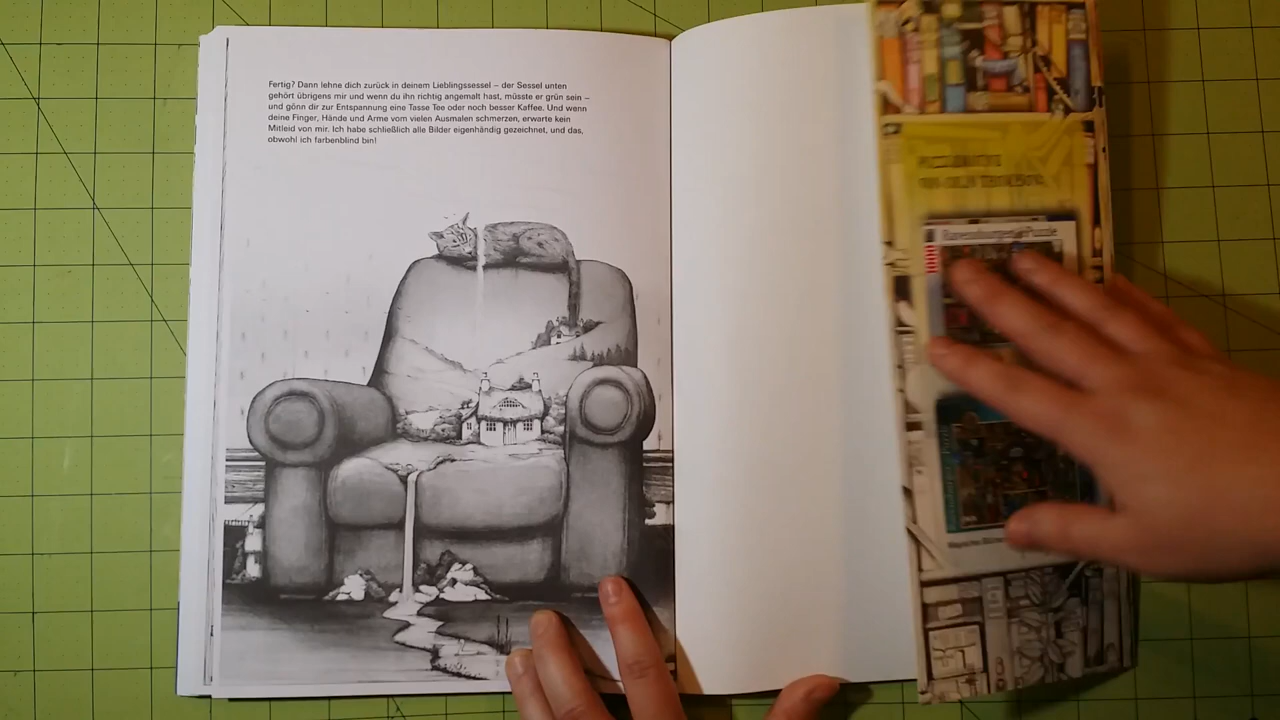 Fertig? Dann lehne dich zurück in deinem Lieblingssessel – der Sessel unten
gehört übrigens mir und wenn du ihn richtig angemalt hast, müsste er grün sein –
und gönn dir zur Entspannung eine Tasse Tee oder noch besser Kaffee. Und wenn
deine Finger, Hände und Arme vom vielen Ausmalen schmerzen, erwarte kein
Mitleid von mir. Ich habe schließlich alle Bilder eigenhändig gezeichnet, und das,
obwohl ich farbenblind bin!
Ravensburger Puzzle